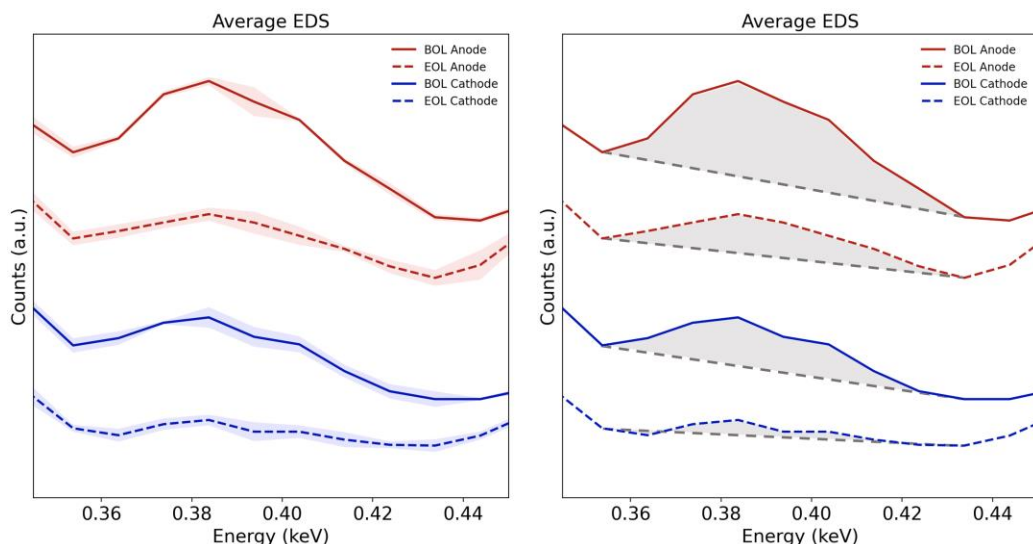 Average EDS
BOL Anode
EOL Anode
BOL Cathode
EOL Cathode
Counts (a.u.)
0.36 0.38 0.40 0.42 0.44
Energy (keV)
Average EDS
BOL Anode
EOL Anode
BOL Cathode
EOL Cathode
Counts (a.u.)
0.36 0.38 0.40 0.42 0.44
Energy (keV)